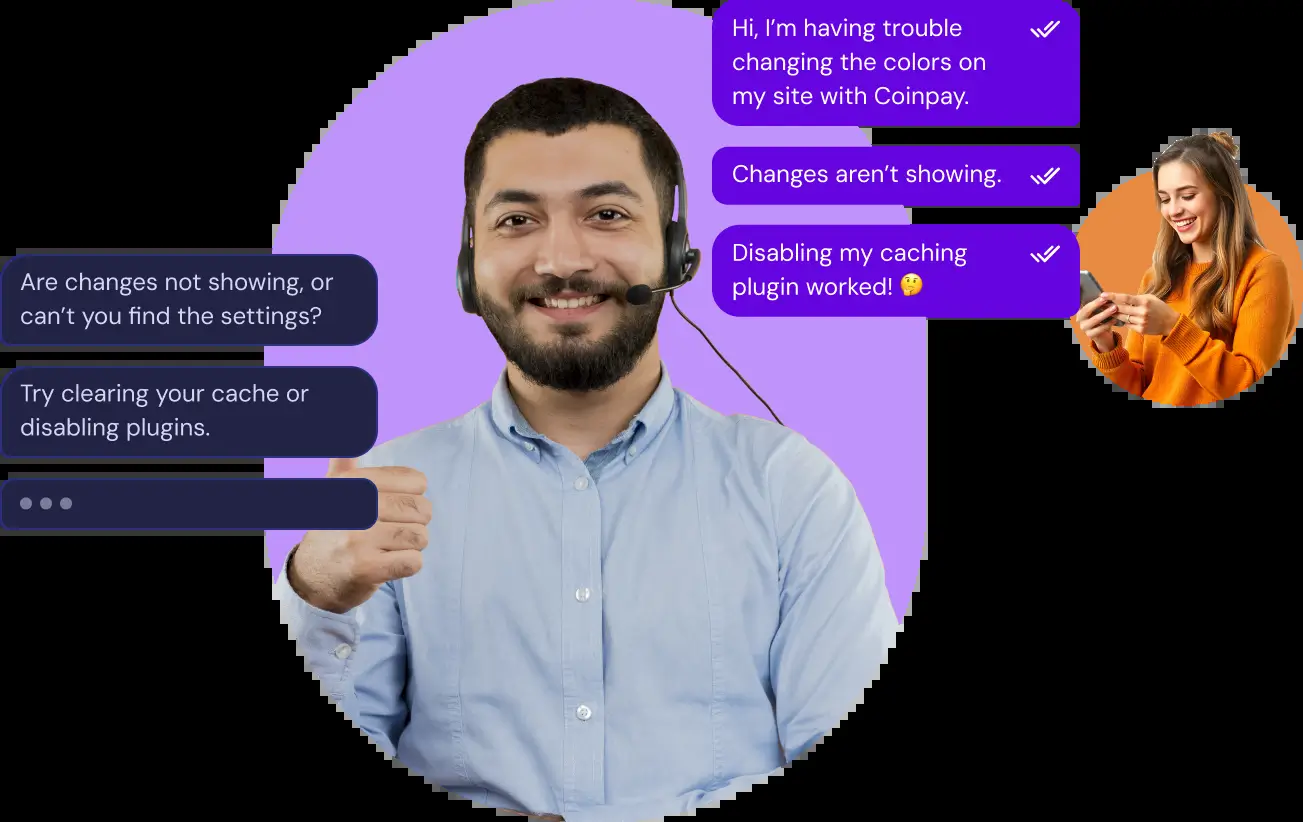 Hi, I’m having trouble
changing the colors on
my site with Coinpay.
Are changes not showing, or
can’t you find the settings?
Changes aren’t showing.
Try clearing your cache or
disabling plugins.
Disabling my caching
plugin worked! 🤔